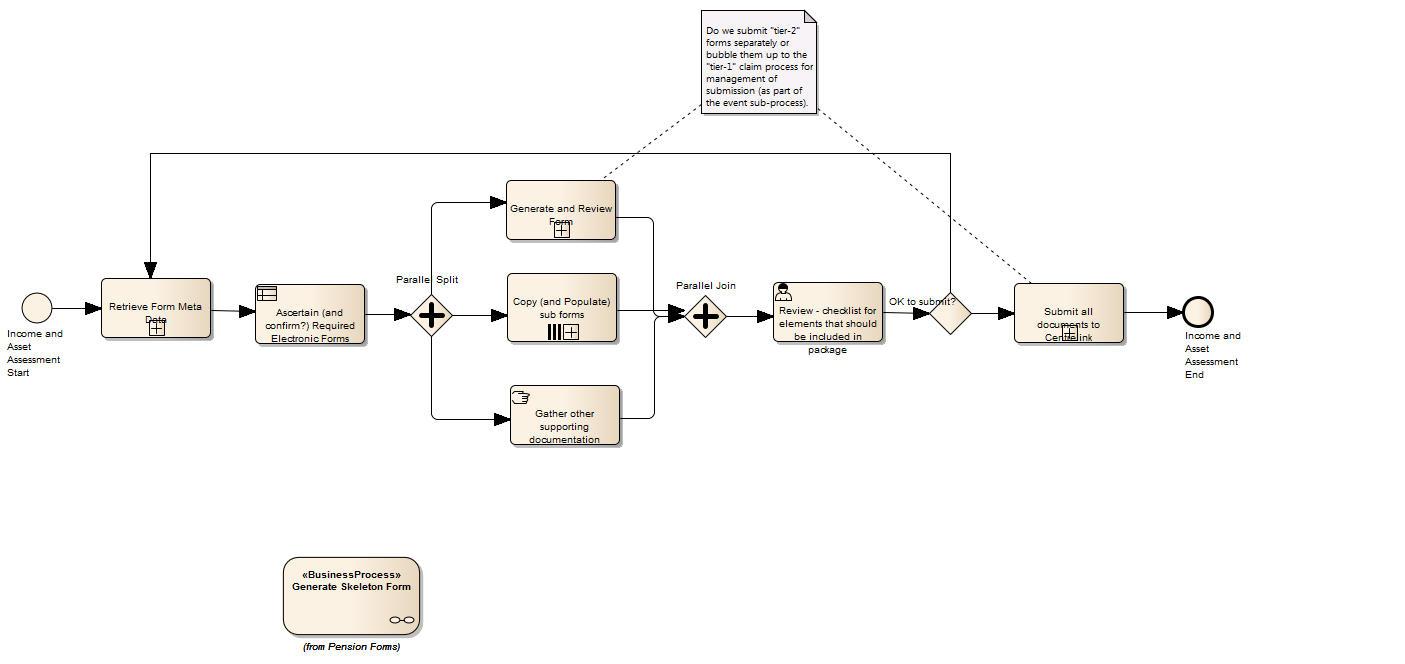 Do we submit "tier-2"
forms separately or
bubble them up to the
"tier-1" claim process for
management of
submission (as part of
the event sub-process).
Generate and Review
Form
Parallel Split
Parallel Join
Retrieve Form Meta
Data
Ascertain (and
confirm?) Required
Electronic Forms
Copy (and Populate)
sub forms
Review - checklist for
elements that should
be included in
package
OK to submit?
Submit all
documents to
Centrelink
Income and
Asset
Assessment
Start
Income and
Asset
Assessment
End
Gather other
supporting
documentation
«BusinessProcess»
Generate Skeleton Form
(from Pension Forms)